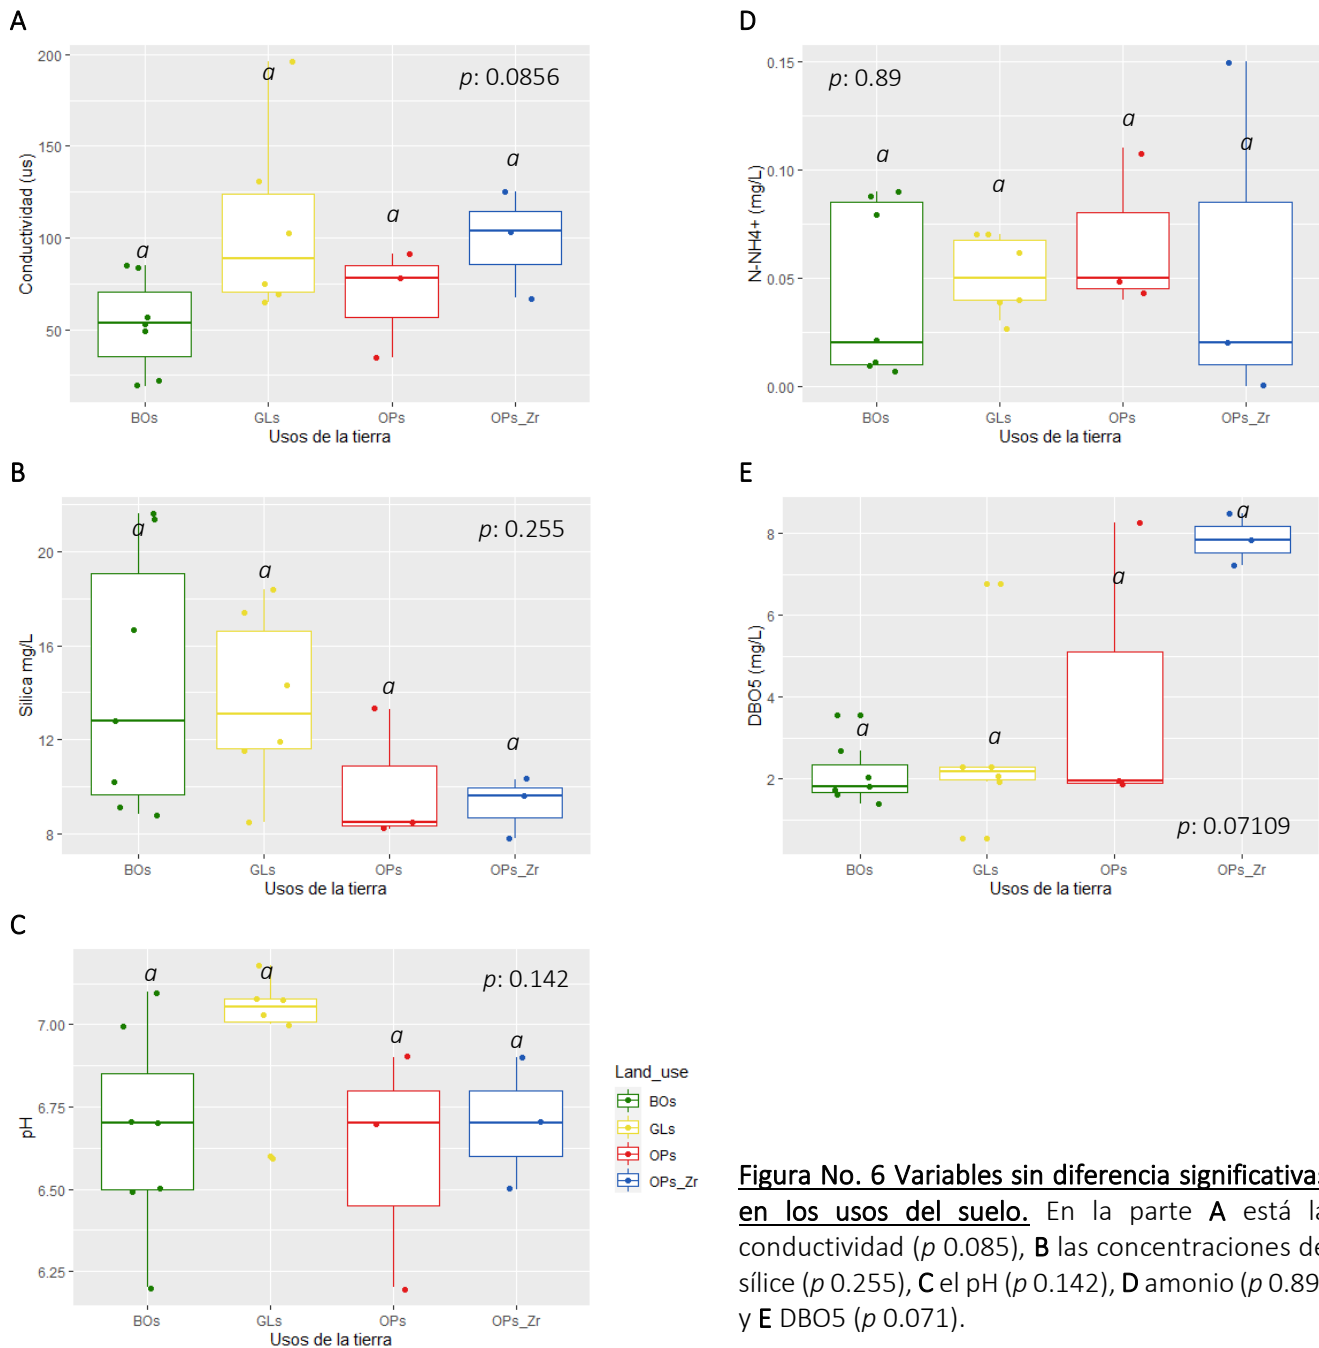 A
200
150
100
50
Conductividad (us)
a
a
a
a
p: 0.0856
BOs
GLs
OPs
OPs_Zr
Usos de la tierra
B
20
16
12
8
Silica mg/L
a
a
a
a
p: 0.255
BOs
GLs
OPs
OPs_Zr
Usos de la tierra
C
7.00
6.75
6.50
6.25
pH
a
a
a
a
p: 0.142
BOs
GLs
OPs
OPs_Zr
Usos de la tierra
Land_use
BOs
GLs
OPs
OPs_Zr
D
0.15
0.10
0.05
0.00
N-NH4+ (mg/L)
p: 0.89
a
a
a
a
BOs
GLs
OPs
OPs_Zr
Usos de la tierra
E
8
6
4
2
DBO5 (mg/L)
a
a
a
a
p: 0.07109
BOs
GLs
OPs
OPs_Zr
Usos de la tierra
Figura No. 6 Variables sin diferencia significativas
en los usos del suelo. En la parte A está la
conductividad (p 0.085), B las concentraciones de
sílice (p 0.255), C el pH (p 0.142), D amonio (p 0.89)
y E DBO5 (p 0.071).